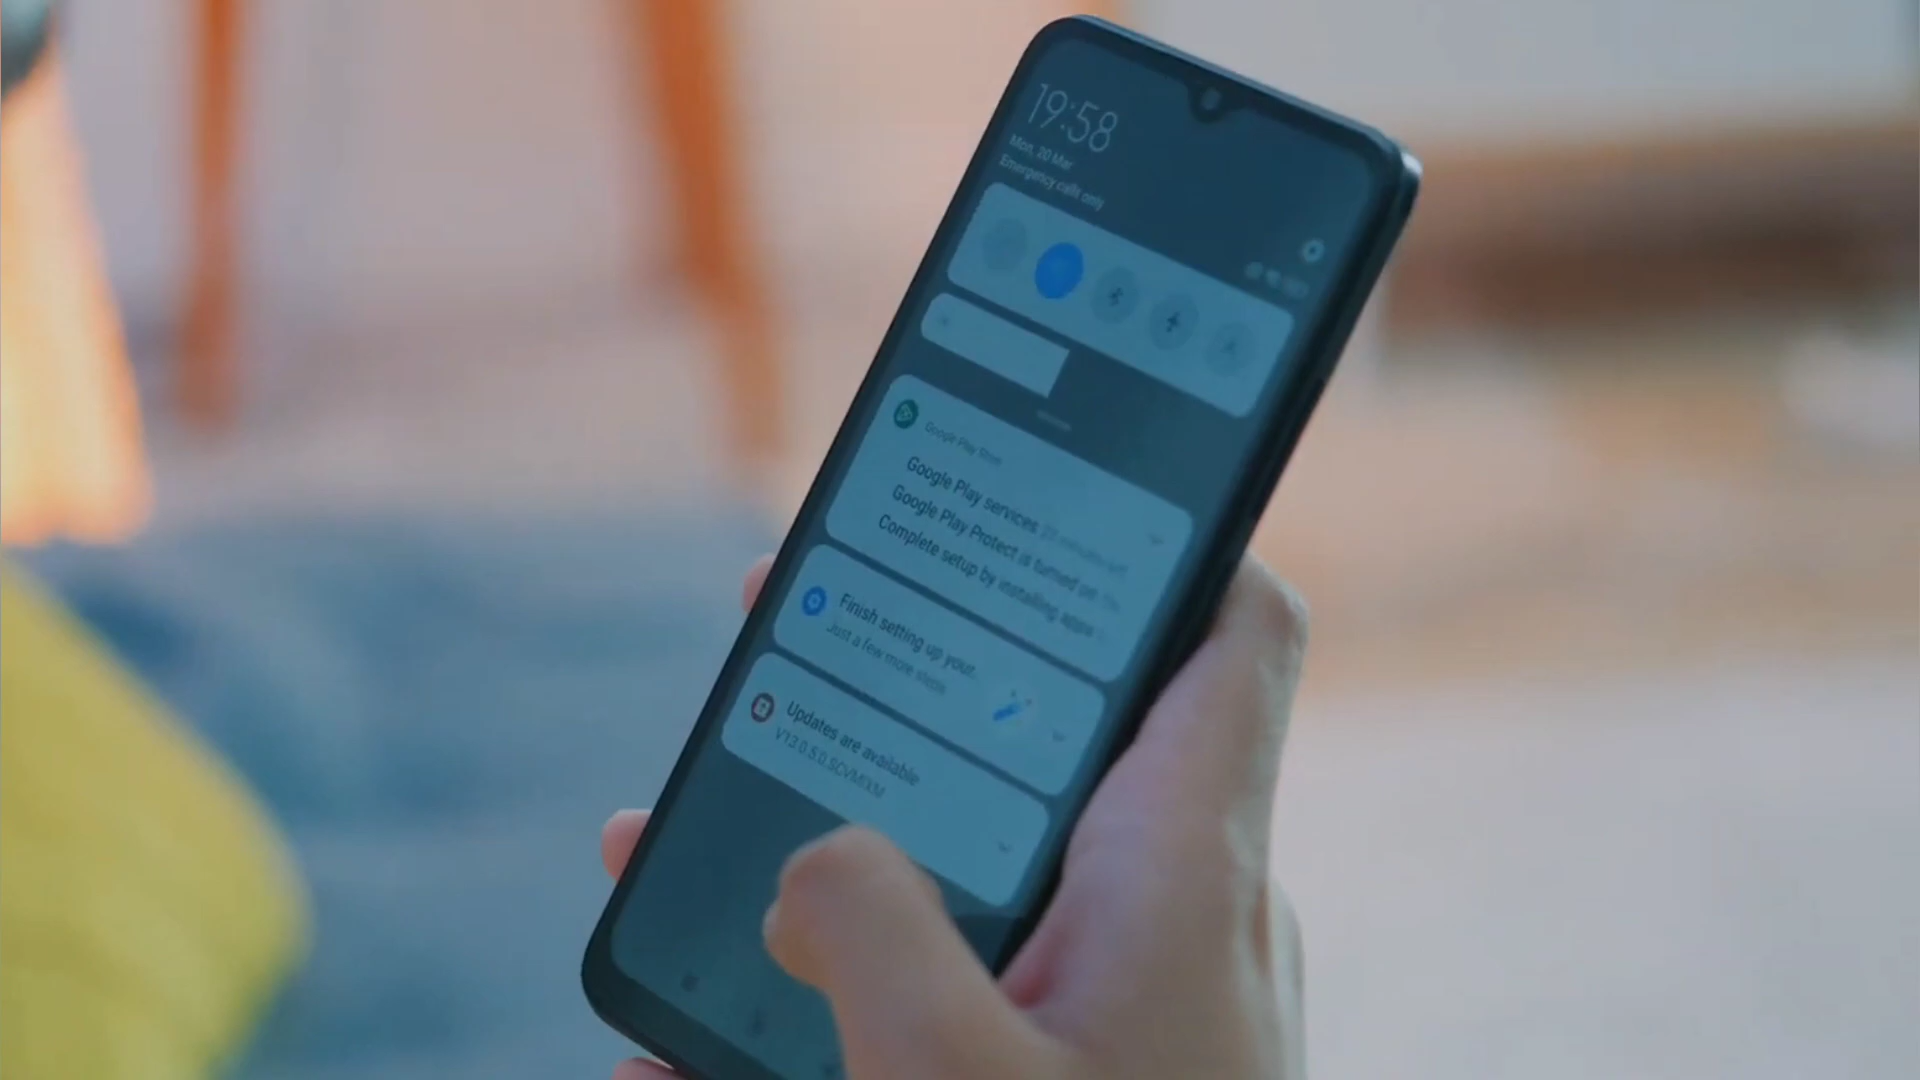 19:58
Mon, 20 Mar
Emergency calls only
Google Play Store
Google Play services
Google Play Protect is turned on
Complete setup by installing apps
Finish setting up your
Just a few more steps
Updates are available